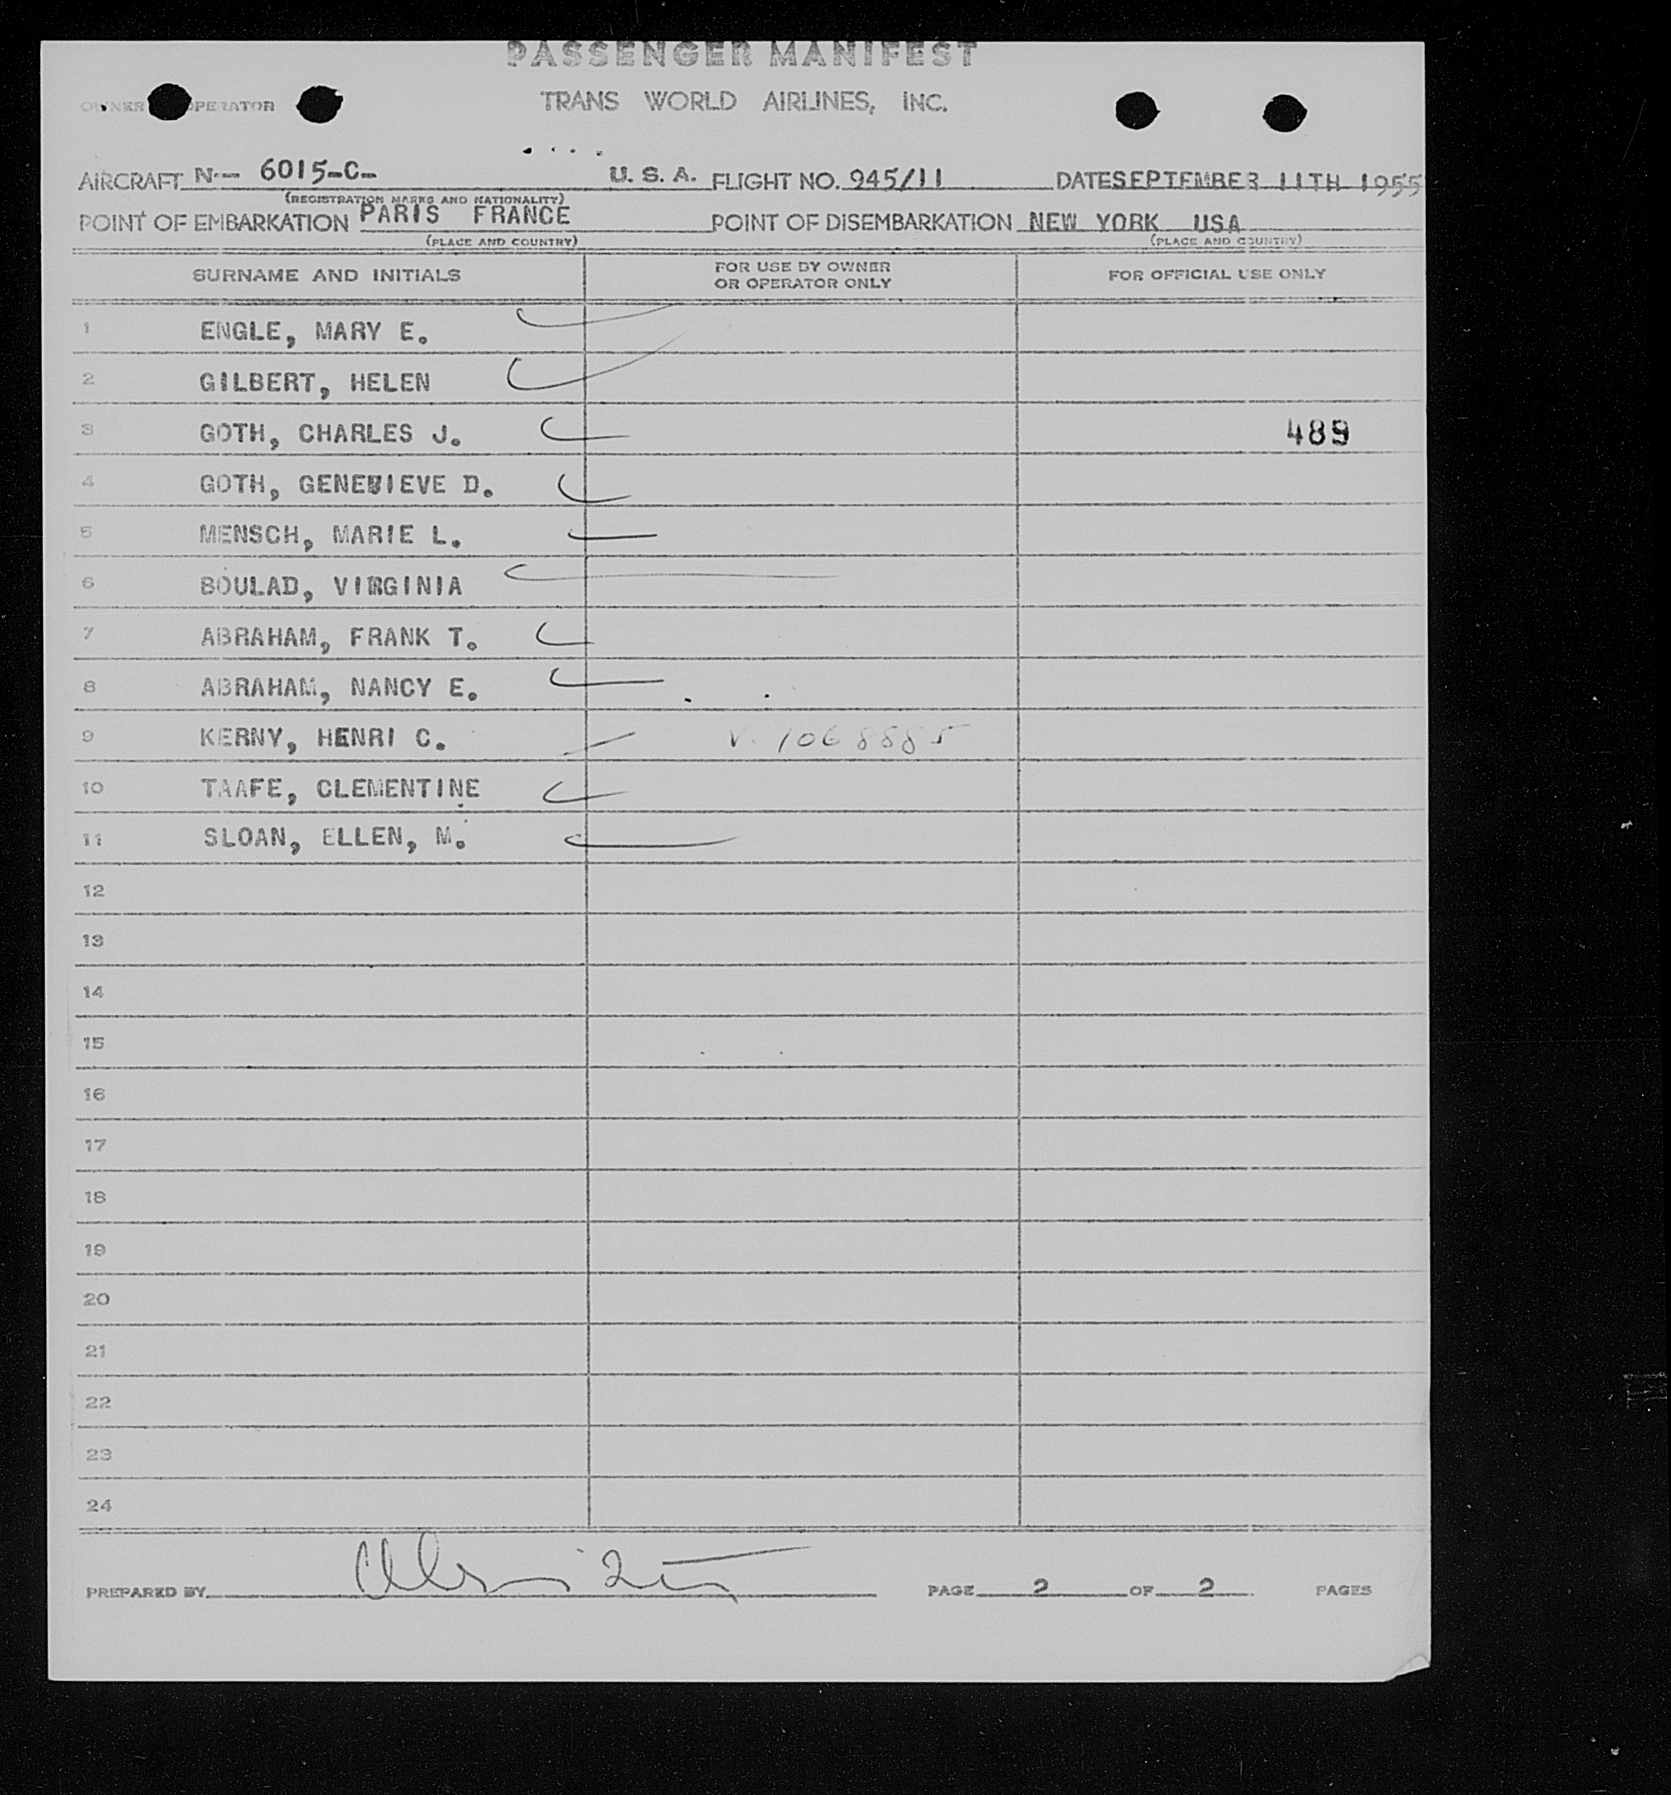 PASSENGER MANIFEST
OWNER OPERATOR TRANS WORLD AIRLINES, INC.
AIRCRAFT N-- 6015-C- U. S. A. FLIGHT NO. 945/11 DATE SEPTEMBER 11TH 1955
(REGISTRATION MARKS AND NATIONALITY)
POINT OF EMBARKATION PARIS FRANCE POINT OF DISEMBARKATION NEW YORK USA
(PLACE AND COUNTRY) (PLACE AND COUNTRY)
SURNAME AND INITIALS FOR USE BY OWNER OR OPERATOR ONLY FOR OFFICIAL USE ONLY
1 ENGLE, MARY E.
2 GILBERT, HELEN
3 GOTH, CHARLES J. 489
4 GOTH, GENEVIEVE D.
5 MENSCH, MARIE L.
6 BOULAD, VIRGINIA
7 ABRAHAM, FRANK T.
8 ABRAHAM, NANCY E.
9 KERNY, HENRI C. V. 1068885
10 TAAFE, CLEMENTINE
11 SLOAN, ELLEN, M.
12
13
14
15
16
17
18
19
20
21
22
23
24
PREPARED BY PAGE 2 OF 2 PAGES